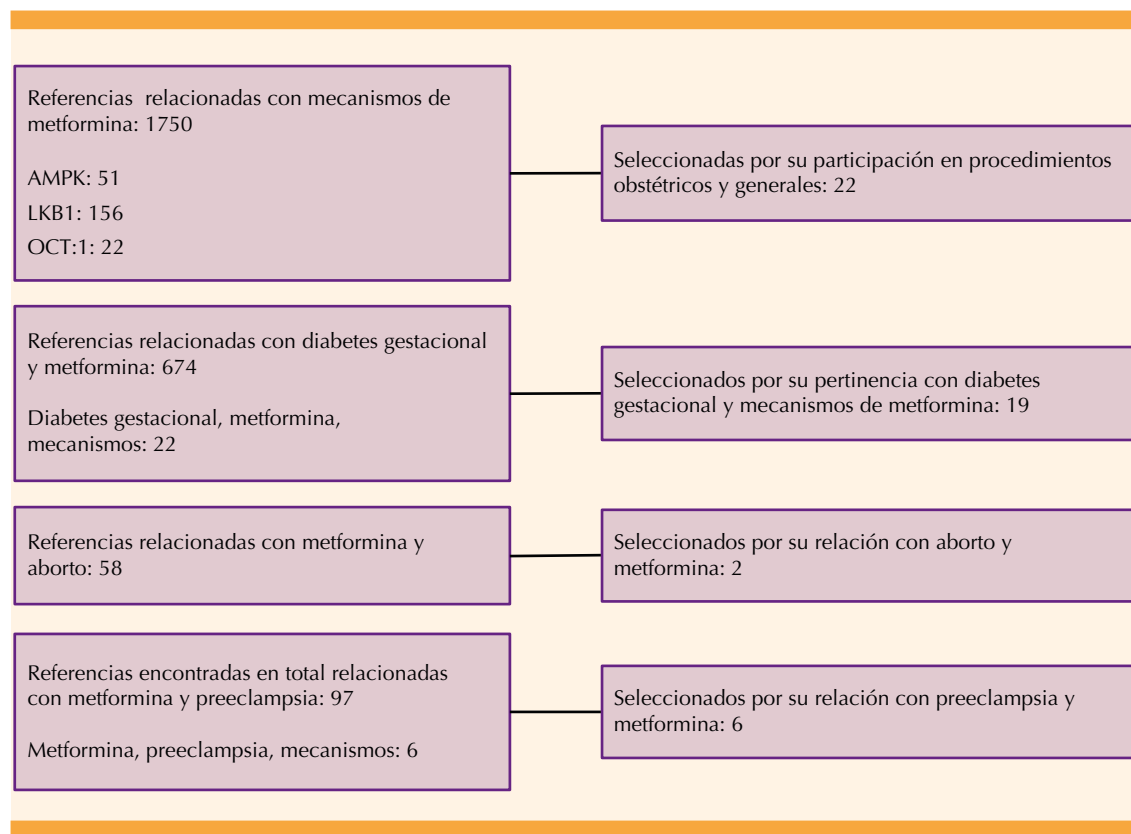 Referencias relacionadas con mecanismos de
metformina: 1750
AMPK: 51
LKB1: 156
OCT:1: 22
Seleccionadas por su participación en procedimientos
obstétricos y generales: 22
Referencias relacionadas con diabetes gestacional
y metformina: 674
Diabetes gestacional, metformina,
mecanismos: 22
Seleccionados por su pertinencia con diabetes
gestacional y mecanismos de metformina: 19
Referencias relacionadas con metformina y
aborto: 58
Seleccionados por su relación con aborto y
metformina: 2
Referencias encontradas en total relacionadas
con metformina y preeclampsia: 97
Metformina, preeclampsia, mecanismos: 6
Seleccionados por su relación con preeclampsia y
metformina: 6